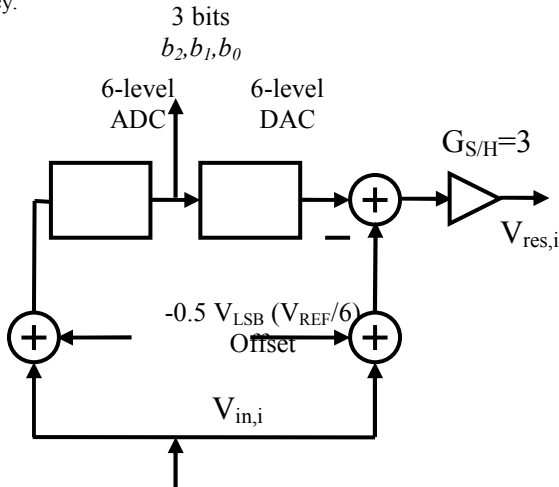 ey.
3 bits
b2,b1,b0
6-level
ADC
6-level
DAC
GS/H=3
Vres,i
-0.5 VLSB (VREF/6)
Offset
Vin,i